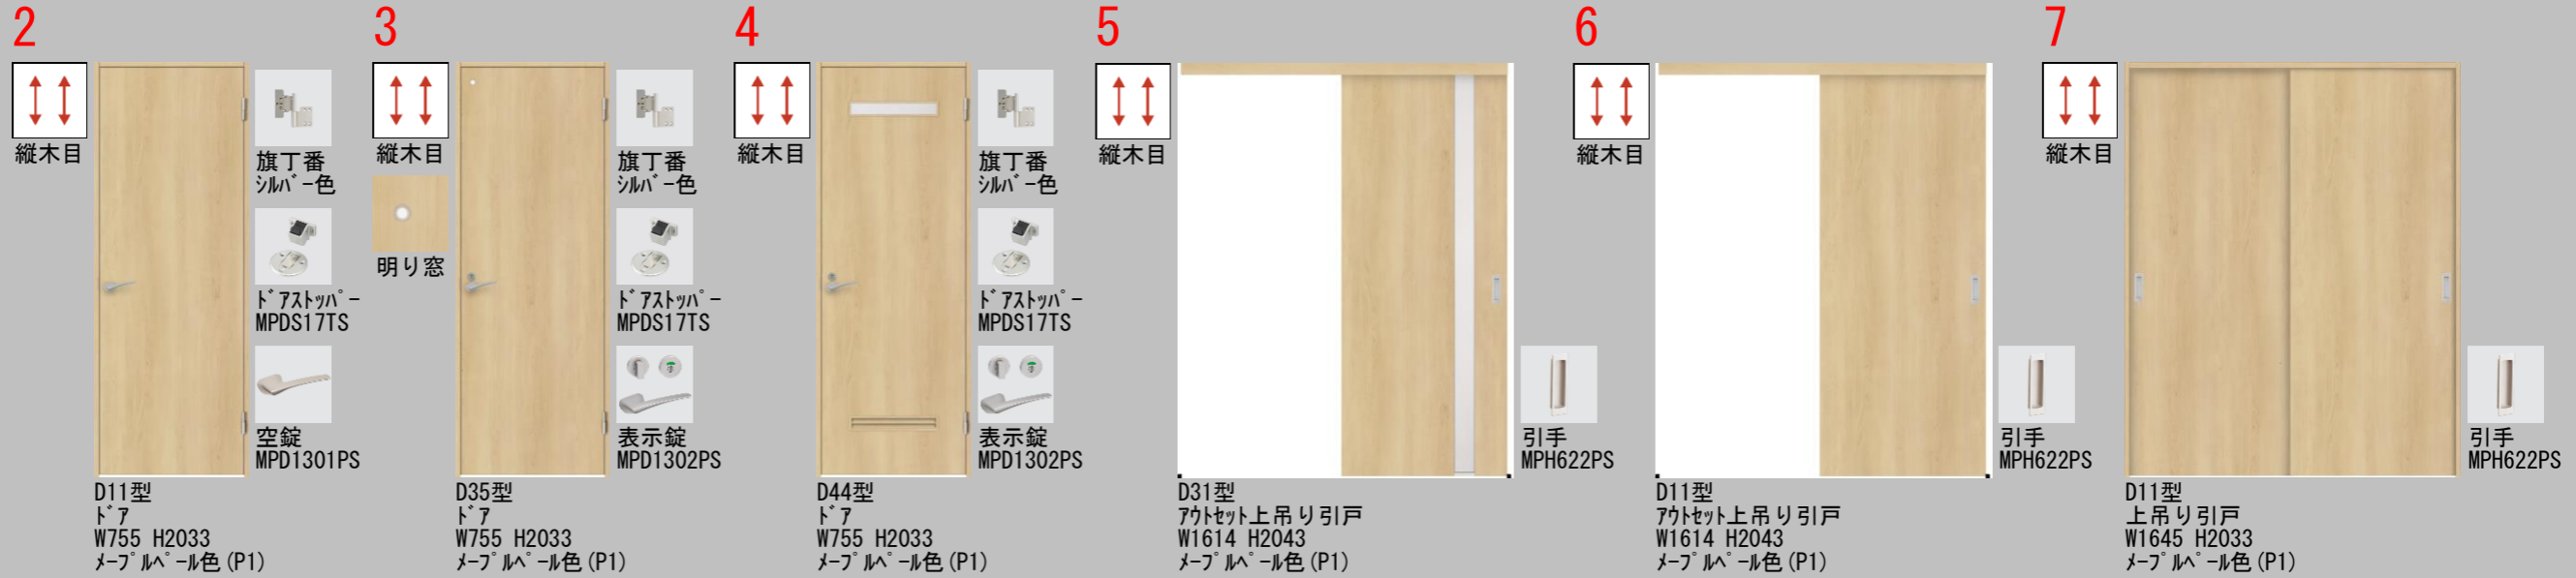 2
縦木目
旗丁番
ｼﾙﾊﾞｰ色
ﾄﾞｱｽﾄｯﾊﾟｰ
MPDS17TS
空錠
MPD1301PS
D11型
ﾄﾞｱ
W755 H2033
ﾒｰﾌﾟﾙﾍﾟｰﾙ色(P1)
3
縦木目
明り窓
旗丁番
ｼﾙﾊﾞｰ色
ﾄﾞｱｽﾄｯﾊﾟｰ
MPDS17TS
表示錠
MPD1302PS
D35型
ﾄﾞｱ
W755 H2033
ﾒｰﾌﾟﾙﾍﾟｰﾙ色(P1)
4
縦木目
旗丁番
ｼﾙﾊﾞｰ色
ﾄﾞｱｽﾄｯﾊﾟｰ
MPDS17TS
表示錠
MPD1302PS
D44型
ﾄﾞｱ
W755 H2033
ﾒｰﾌﾟﾙﾍﾟｰﾙ色(P1)
5
縦木目
引手
MPH622PS
D31型
ｱｳﾄｾｯﾄ上吊り引戸
W1614 H2043
ﾒｰﾌﾟﾙﾍﾟｰﾙ色(P1)
6
縦木目
引手
MPH622PS
D11型
ｱｳﾄｾｯﾄ上吊り引戸
W1614 H2043
ﾒｰﾌﾟﾙﾍﾟｰﾙ色(P1)
7
縦木目
引手
MPH622PS
D11型
上吊り引戸
W1645 H2033
ﾒｰﾌﾟﾙﾍﾟｰﾙ色(P1)